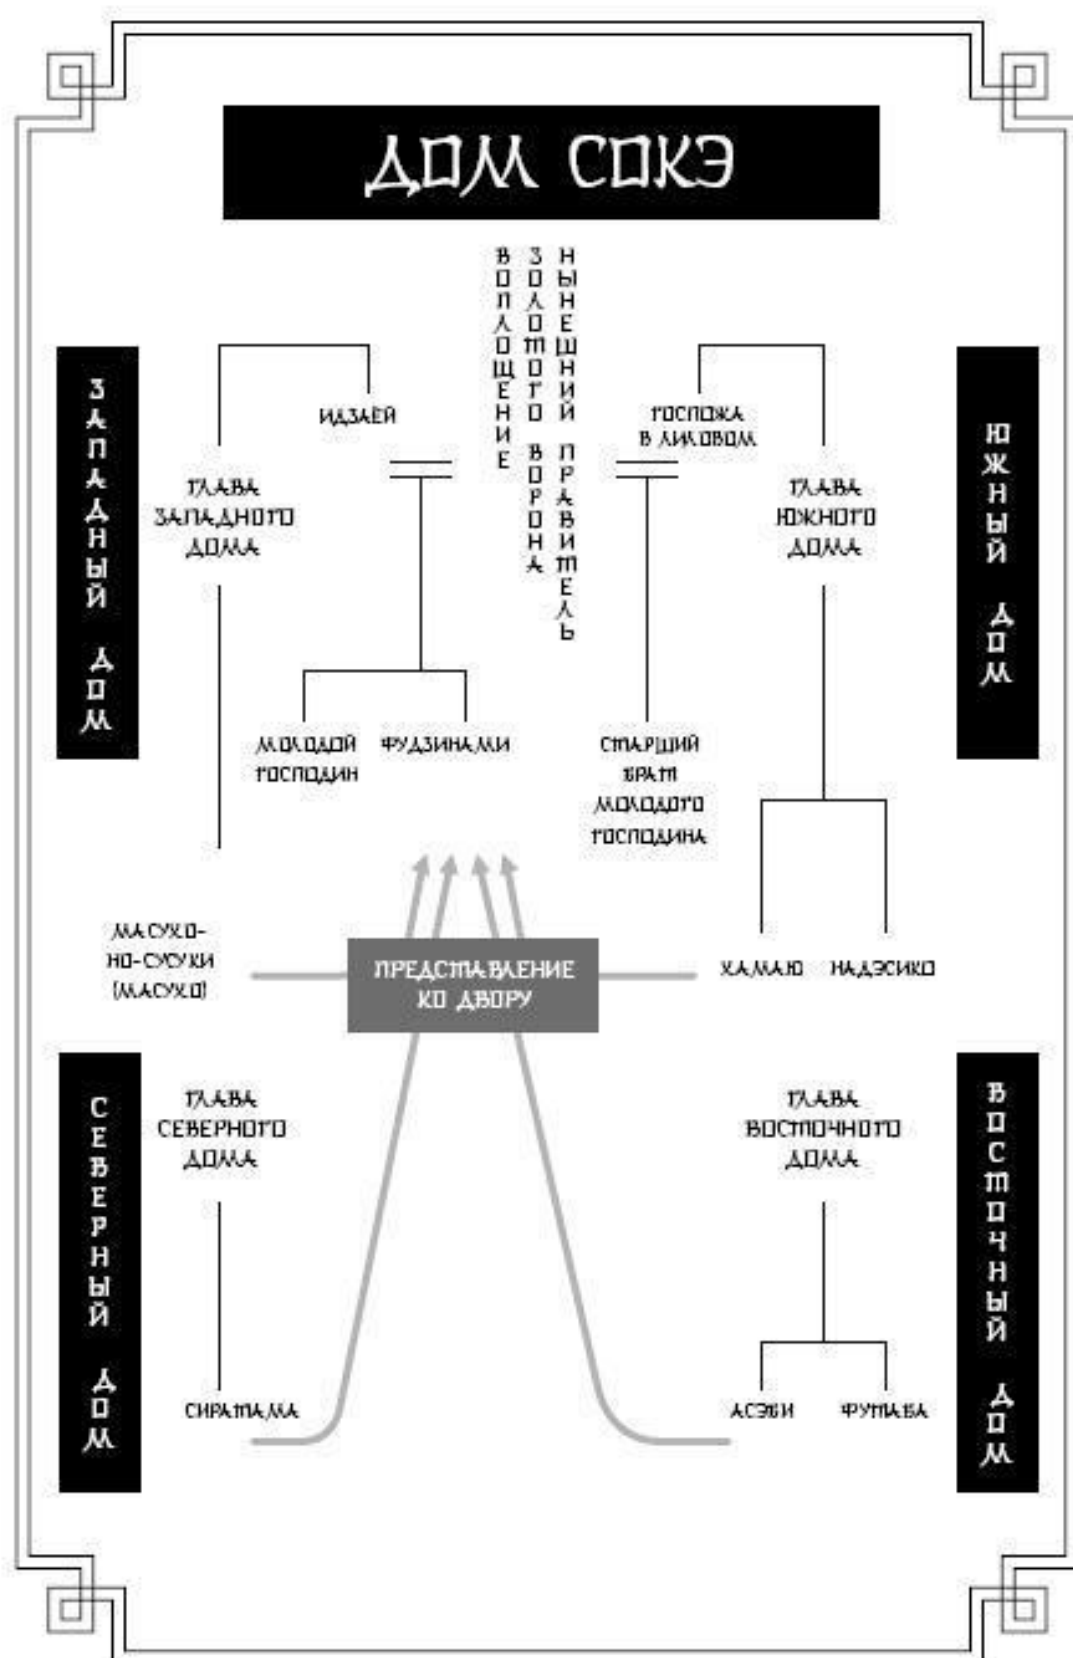 ДОМ СОКЭ
НЫНЕШНИЙ ПРАВИТЕЛЬ
ЗОЛОТОГО ВОРОНА
ВОПЛОЩЕНИЕ
ЗАПАДНЫЙ ДОМ
ИДЗАЁЙ
ГЛАВА
ЗАПАДНОГО
ДОМА
ГОСПОЖА
В ЛИЛОВОМ
ГЛАВА
ЮЖНОГО
ДОМА
ЮЖНЫЙ ДОМ
МОЛОДОЙ
ГОСПОДИН
ФУДЗИНАМИ
СТАРШИЙ
БРАТ
МОЛОДОГО
ГОСПОДИНА
МАСУХО-
НО-СУСУКИ
(МАСУХО)
ПРЕДСТАВЛЕНИЕ
КО ДВОРУ
ХАМАЮ
НАДЭСИКО
СЕВЕРНЫЙ ДОМ
ГЛАВА
СЕВЕРНОГО
ДОМА
ГЛАВА
ВОСТОЧНОГО
ДОМА
ВОСТОЧНЫЙ ДОМ
СИРАТАМА
АСЭБИ
ФУТАБА